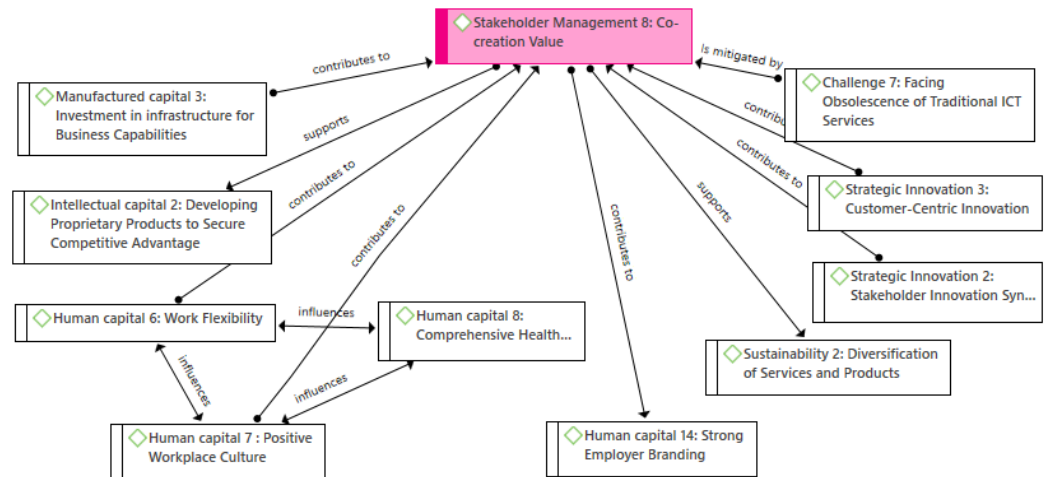 Stakeholder Management 8: Co-
creation Value
contributes to
Is mitigated by
Manufactured capital 3:
Investment in infrastructure for
Business Capabilities
Challenge 7: Facing
Obsolescence of Traditional ICT
Services
supports
contributes to
contribu
contributes to
Intellectual capital 2: Developing
Proprietary Products to Secure
Competitive Advantage
Strategic Innovation 3:
Customer-Centric Innovation
supports
contributes to
contributes to
Strategic Innovation 2:
Stakeholder Innovation Syn...
Human capital 6: Work Flexibility
influences
Human capital 8:
Comprehensive Health...
influences
influences
Sustainability 2: Diversification
of Services and Products
Human capital 7 : Positive
Workplace Culture
Human capital 14: Strong
Employer Branding